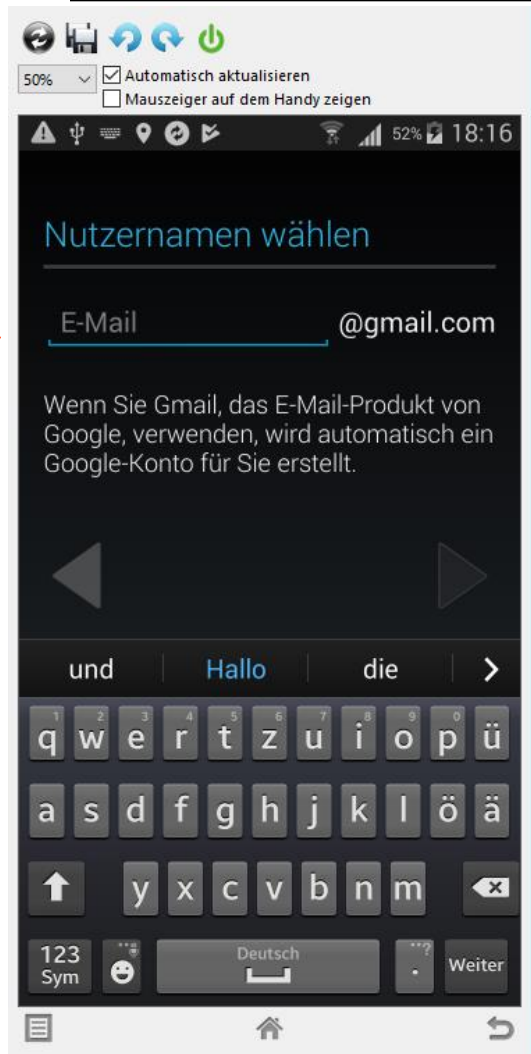 50%
Automatisch aktualisieren
Mauszeiger auf dem Handy zeigen
52% 18:16
Nutzernamen wählen
E-Mail @gmail.com
Wenn Sie Gmail, das E-Mail-Produkt von
Google, verwenden, wird automatisch ein
Google-Konto für Sie erstellt.
und Hallo die
1 2 3 4 5 6 7 8 9 0
q w e r t z u i o p ü
a s d f g h j k l ö ä
y x c v b n m
123 Deutsch ...?
Sym . Weiter